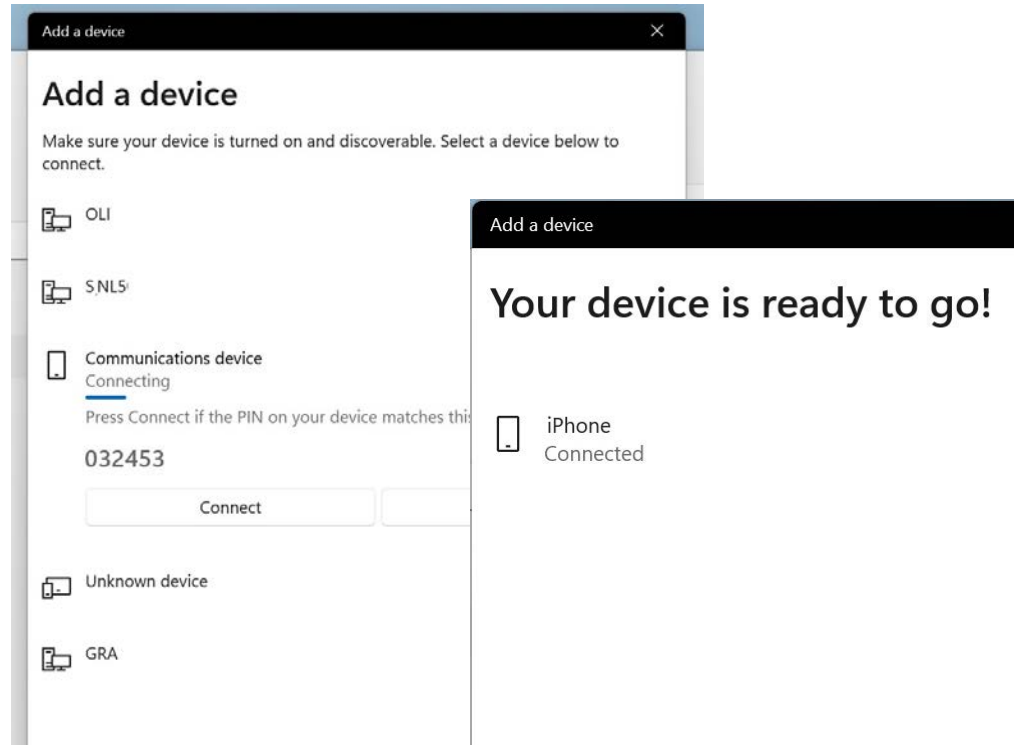 Add a device
Add a device
Make sure your device is turned on and discoverable. Select a device below to
connect.
OLI
Communications device
Connecting
Press Connect if the PIN on your device matches this
032453
Connect
Unknown device
GRA
Add a device
Your device is ready to go!
iPhone
Connected